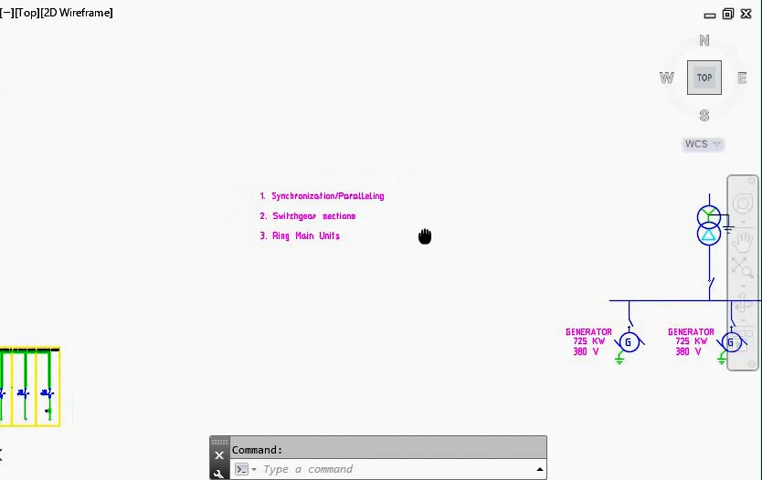 [−][Top][2D Wireframe]
N
W
TOP
E
S
WCS
1. Synchronization/Paralleling
2. Switchgear sections
3. Ring Main Units
GENERATOR
725 KW
380 V
G
GENERATOR
725 KW
380 V
G
Command:
Type a command